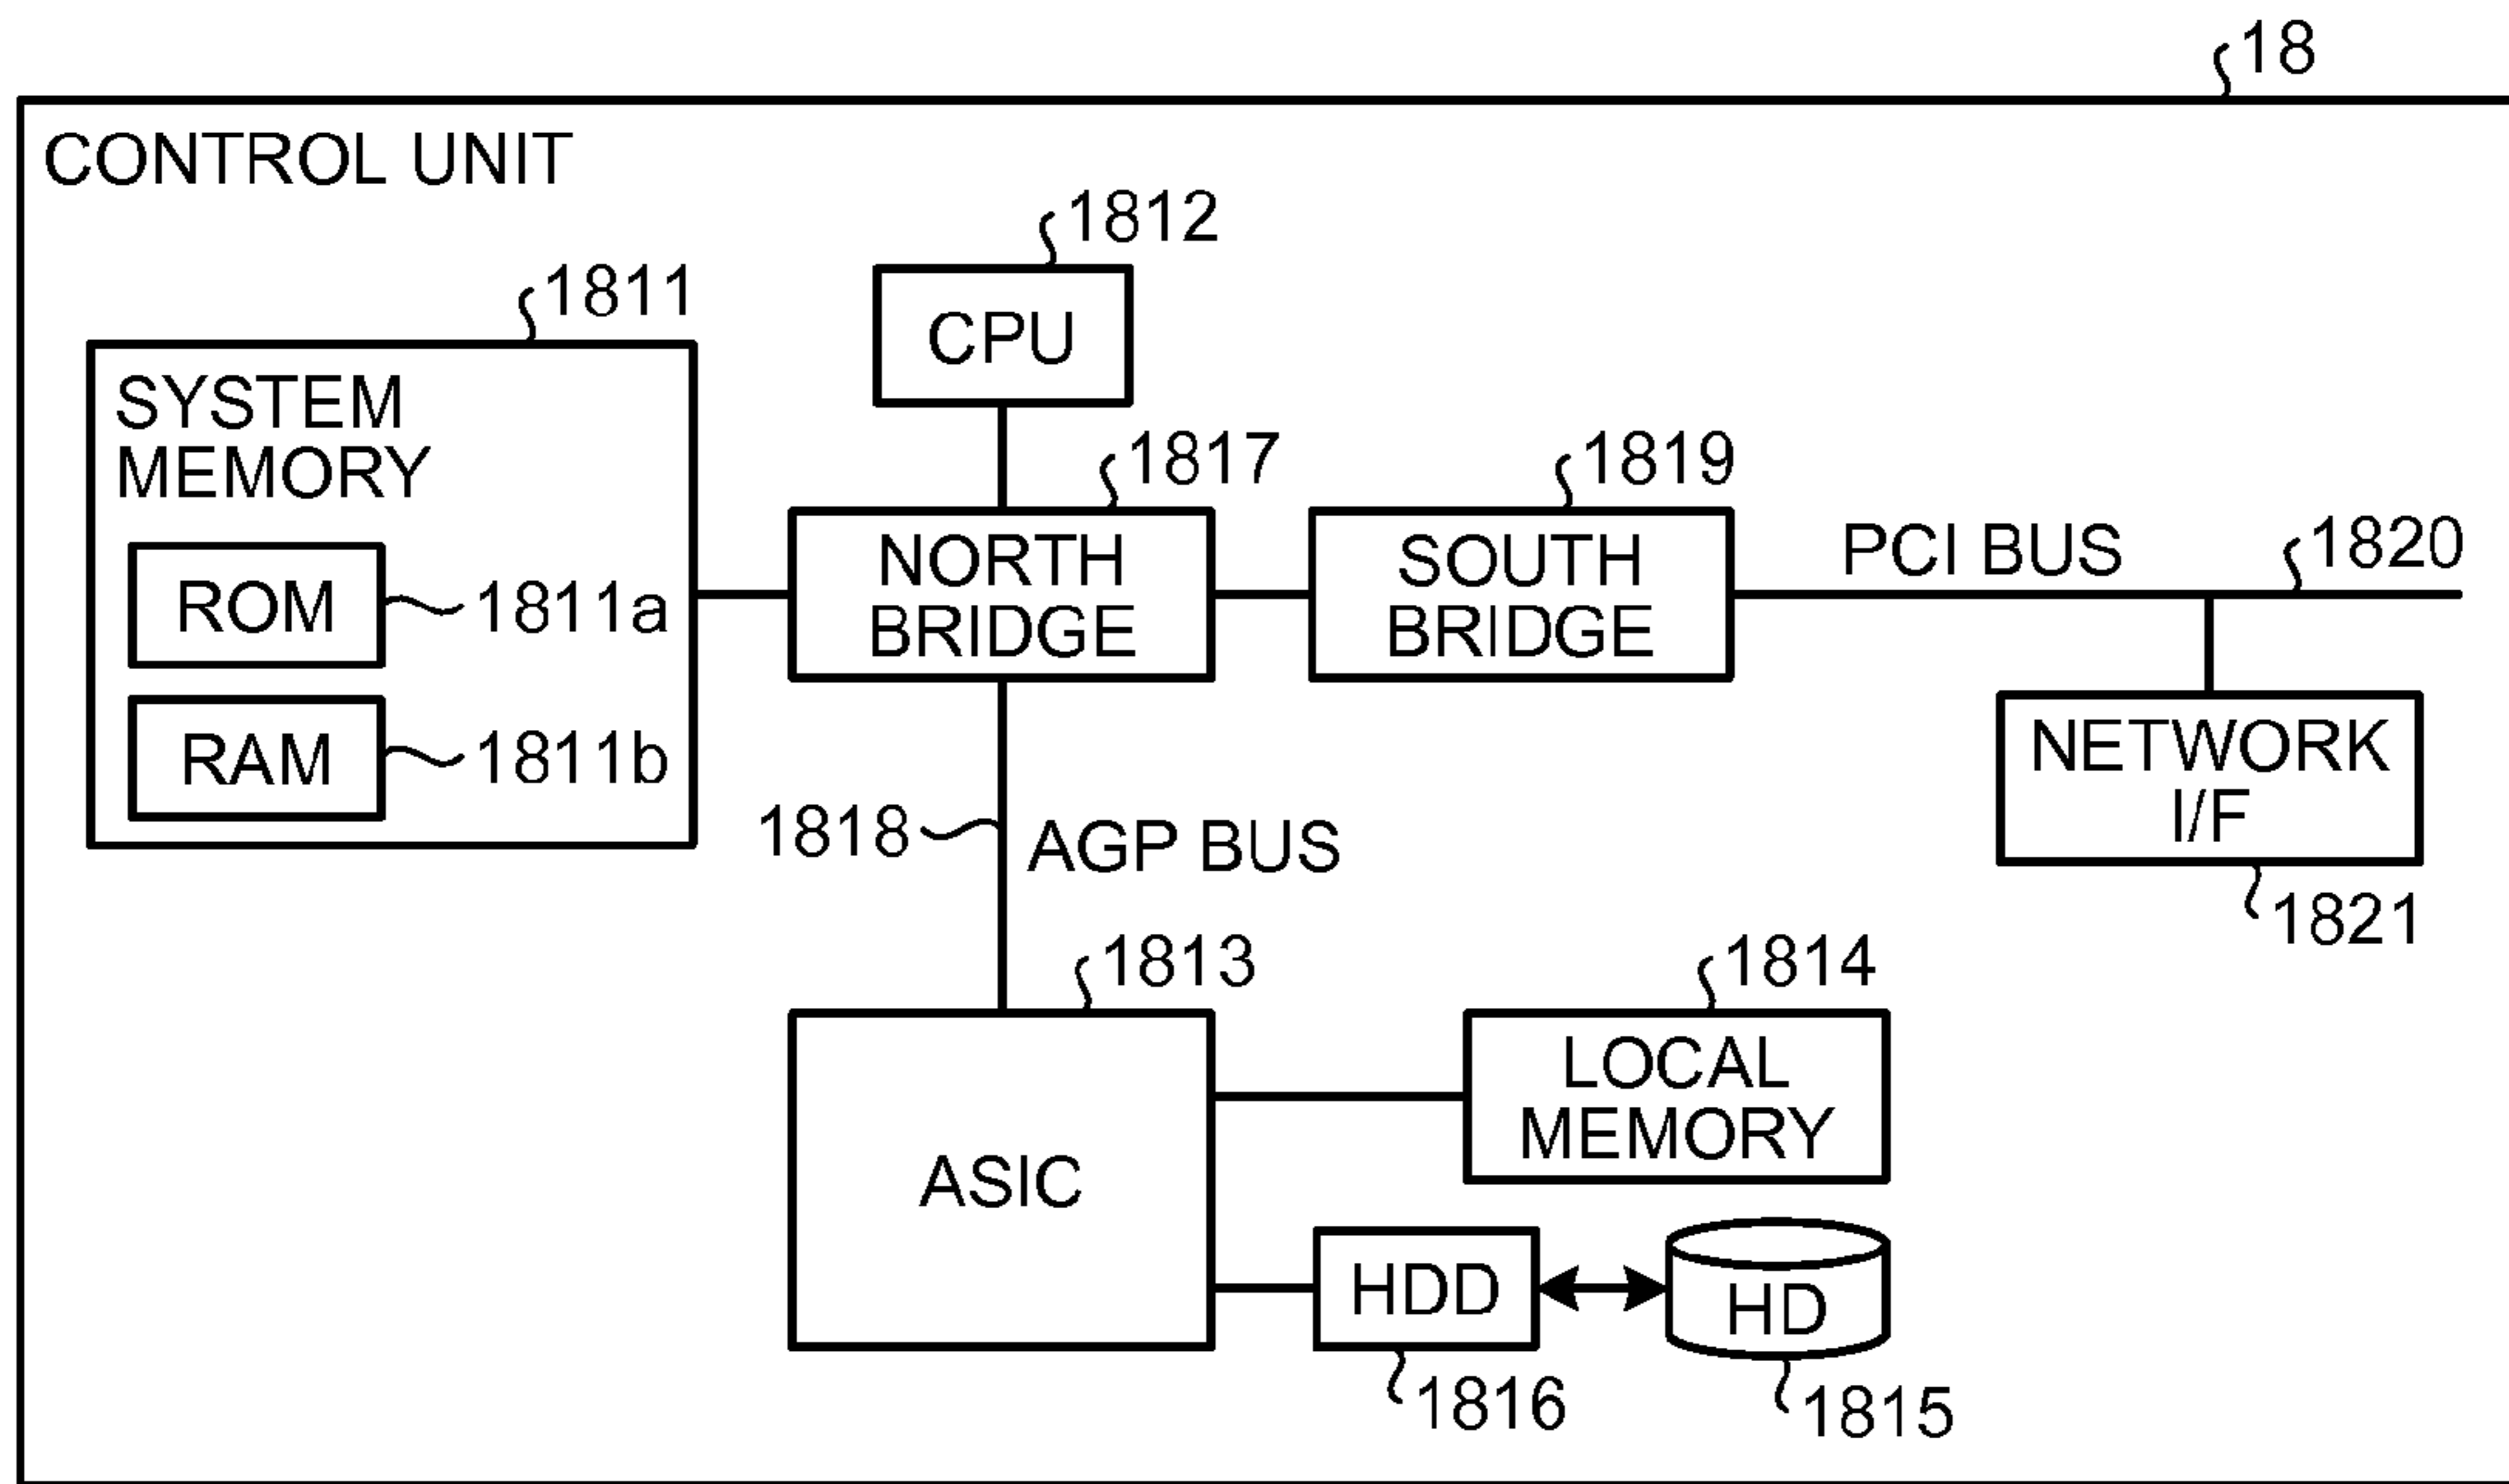 18
CONTROL UNIT
1812
CPU
1811
SYSTEM
MEMORY
ROM
1811a
RAM
1811b
1817
NORTH
BRIDGE
1819
SOUTH
BRIDGE
PCI BUS
1820
NETWORK
I/F
1821
1818
AGP BUS
1813
ASIC
1814
LOCAL
MEMORY
HDD
1816
HD
1815